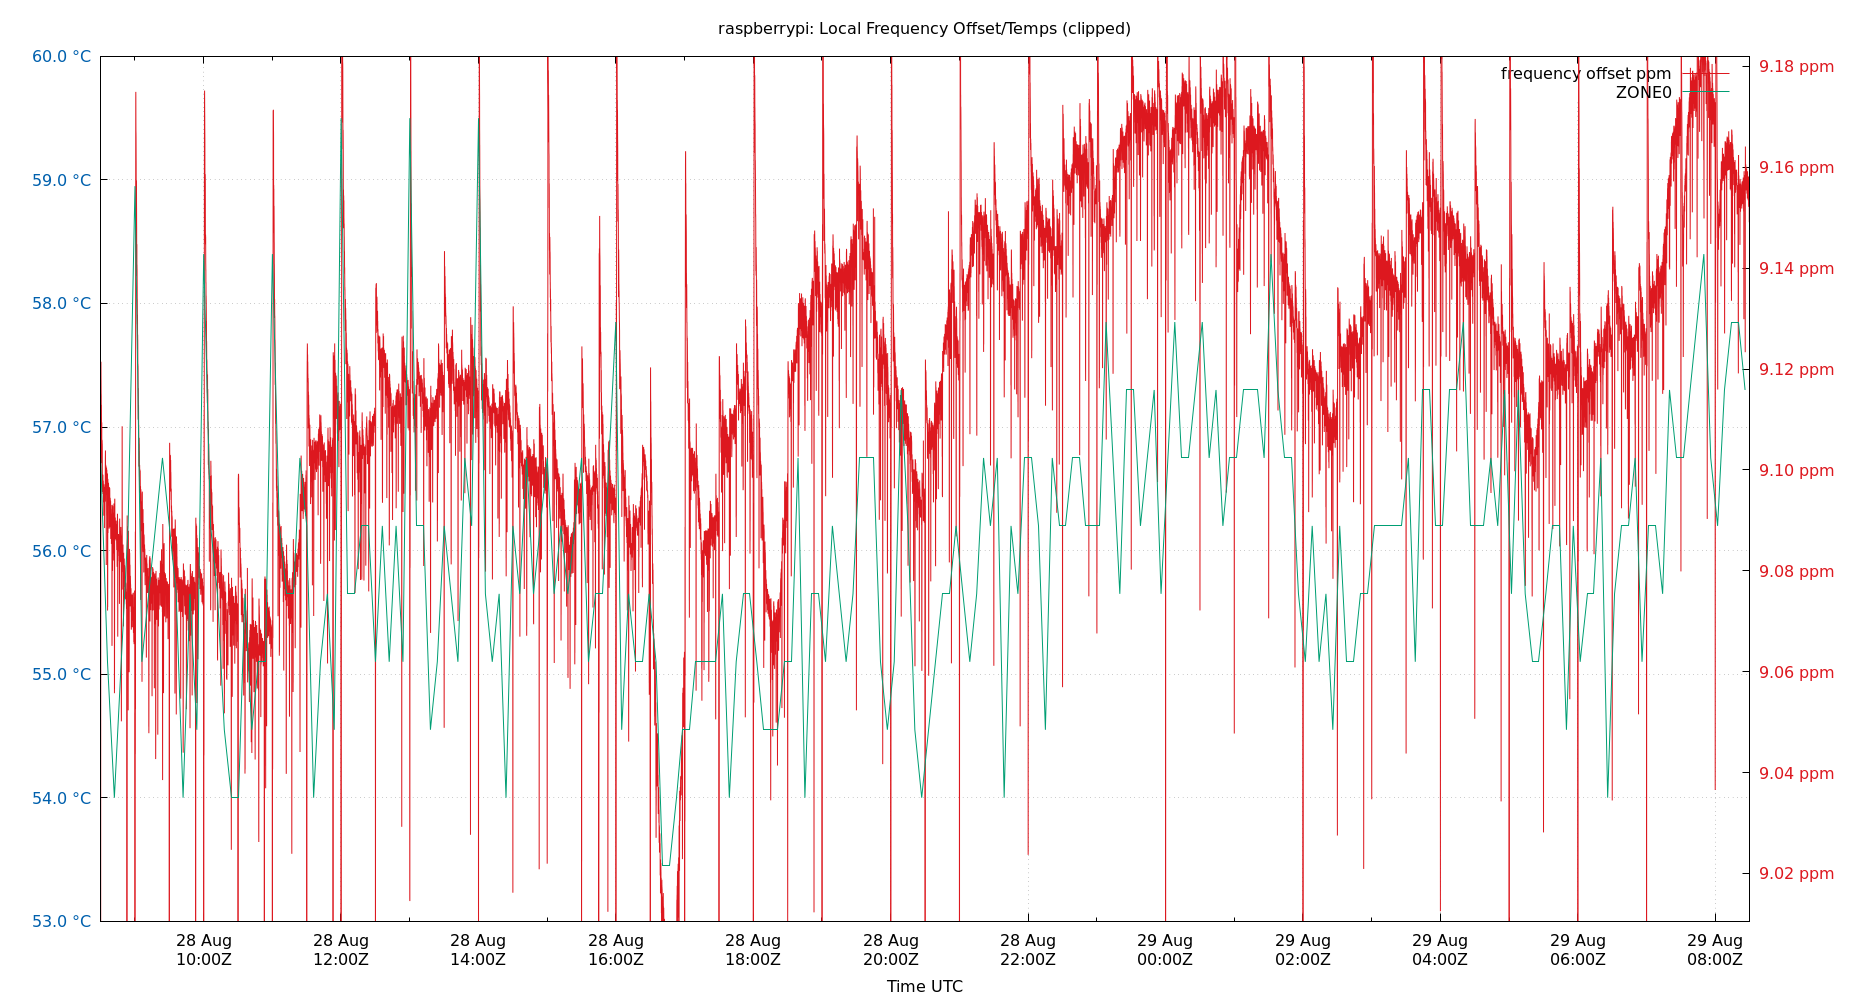 raspberrypi: Local Frequency Offset/Temps (clipped)
60.0 °C
59.0 °C
58.0 °C
57.0 °C
56.0 °C
55.0 °C
54.0 °C
53.0 °C
frequency offset ppm
ZONE0
9.18 ppm
9.16 ppm
9.14 ppm
9.12 ppm
9.10 ppm
9.08 ppm
9.06 ppm
9.04 ppm
9.02 ppm
28 Aug
10:00Z
28 Aug
12:00Z
28 Aug
14:00Z
28 Aug
16:00Z
28 Aug
18:00Z
28 Aug
20:00Z
28 Aug
22:00Z
29 Aug
00:00Z
29 Aug
02:00Z
29 Aug
04:00Z
29 Aug
06:00Z
29 Aug
08:00Z
Time UTC